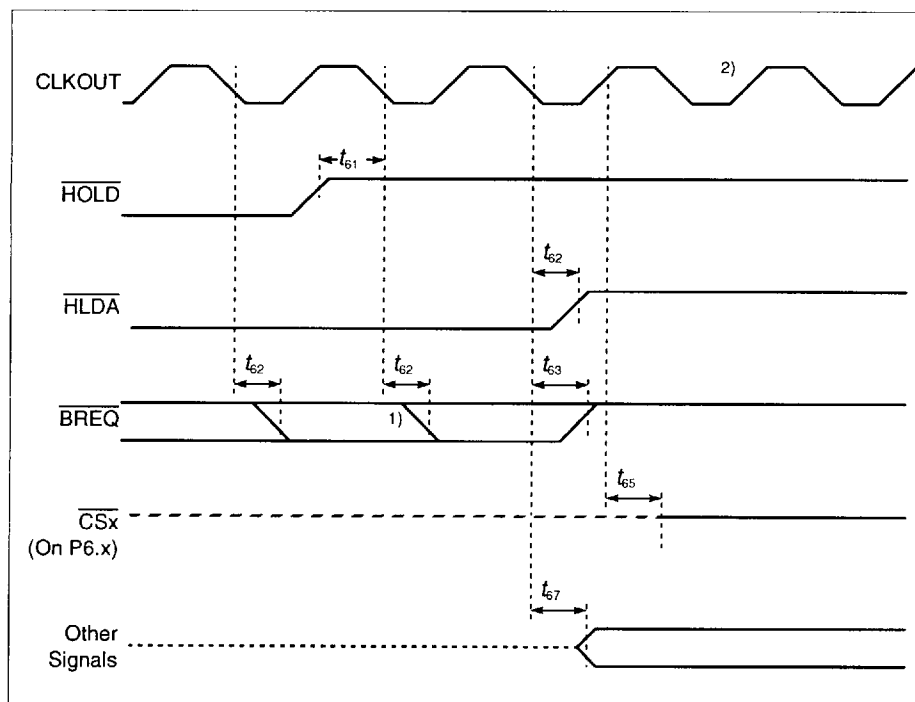 CLKOUT
2)
t61
HOLD
t62
HLDA
t62 t62 t63
BREQ
1)
t65
CSx
(On P6.x)
t67
Other
Signals